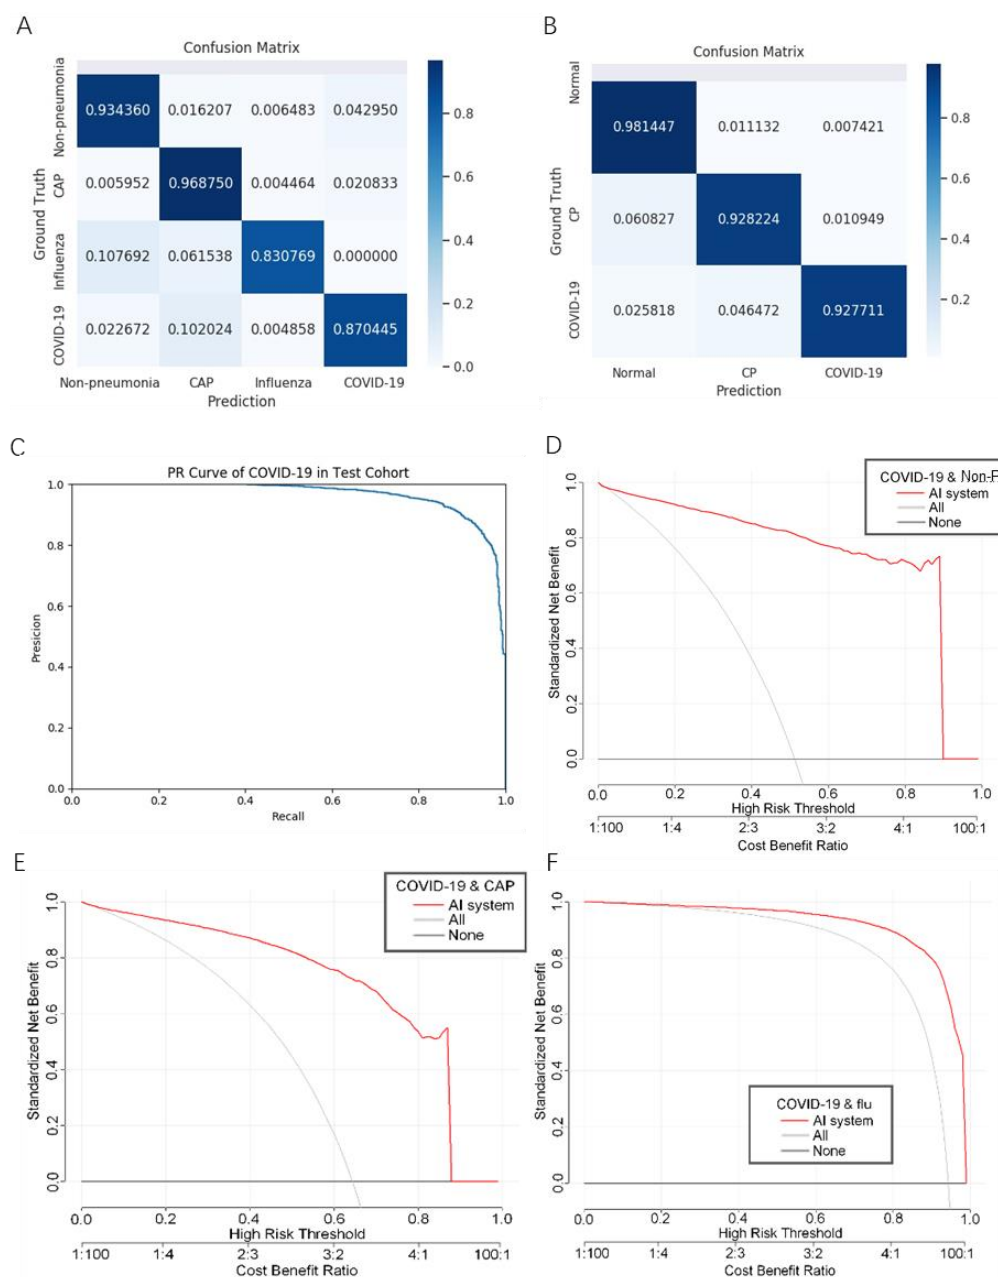 A
Confusion Matrix
Ground Truth
Non-pneumonia
CAP
Influenza
COVID-19
0.934360 0.016207 0.006483 0.042950
0.005952 0.968750 0.004464 0.020833
0.107692 0.061538 0.830769 0.000000
0.022672 0.102024 0.004858 0.870445
Non-pneumonia CAP Influenza COVID-19
Prediction
0.8
0.6
0.4
0.2
0.0
B
Confusion Matrix
Ground Truth
Normal
CP
COVID-19
0.981447 0.011132 0.007421
0.060827 0.928224 0.010949
0.025818 0.046472 0.927711
Normal CP COVID-19
Prediction
0.8
0.6
0.4
0.2
C
PR Curve of COVID-19 in Test Cohort
Presicion
1.0
0.8
0.6
0.4
0.2
0.0
0.0 0.2 0.4 0.6 0.8 1.0
Recall
D
COVID-19 & Non-P
AI system
All
None
Standardized Net Benefit
1.0
0.8
0.6
0.4
0.2
0.0
0.0 0.2 0.4 0.6 0.8 1.0
High Risk Threshold
1:100 1:4 2:3 3:2 4:1 100:1
Cost Benefit Ratio
E
COVID-19 & CAP
AI system
All
None
Standardized Net Benefit
1.0
0.8
0.6
0.4
0.2
0.0
0.0 0.2 0.4 0.6 0.8 1.0
High Risk Threshold
1:100 1:4 2:3 3:2 4:1 100:1
Cost Benefit Ratio
F
COVID-19 & flu
AI system
All
None
Standardized Net Benefit
1.0
0.8
0.6
0.4
0.2
0.0
0.0 0.2 0.4 0.6 0.8 1.0
High Risk Threshold
1:100 1:4 2:3 3:2 4:1 100:1
Cost Benefit Ratio